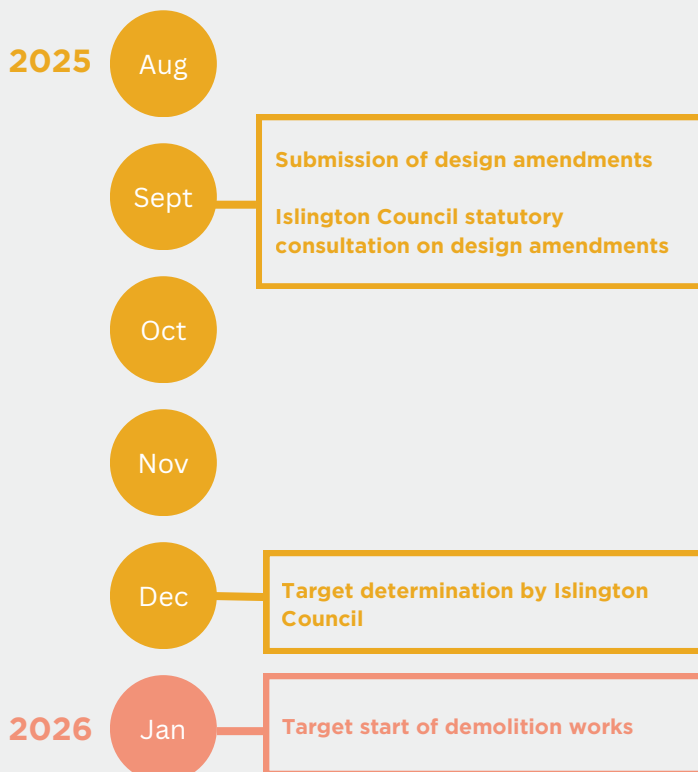 2025
Aug
Sept
Submission of design amendments
Islington Council statutory
consultation on design amendments
Oct
Nov
Dec
Target determination by Islington
Council
2026
Jan
Target start of demolition works